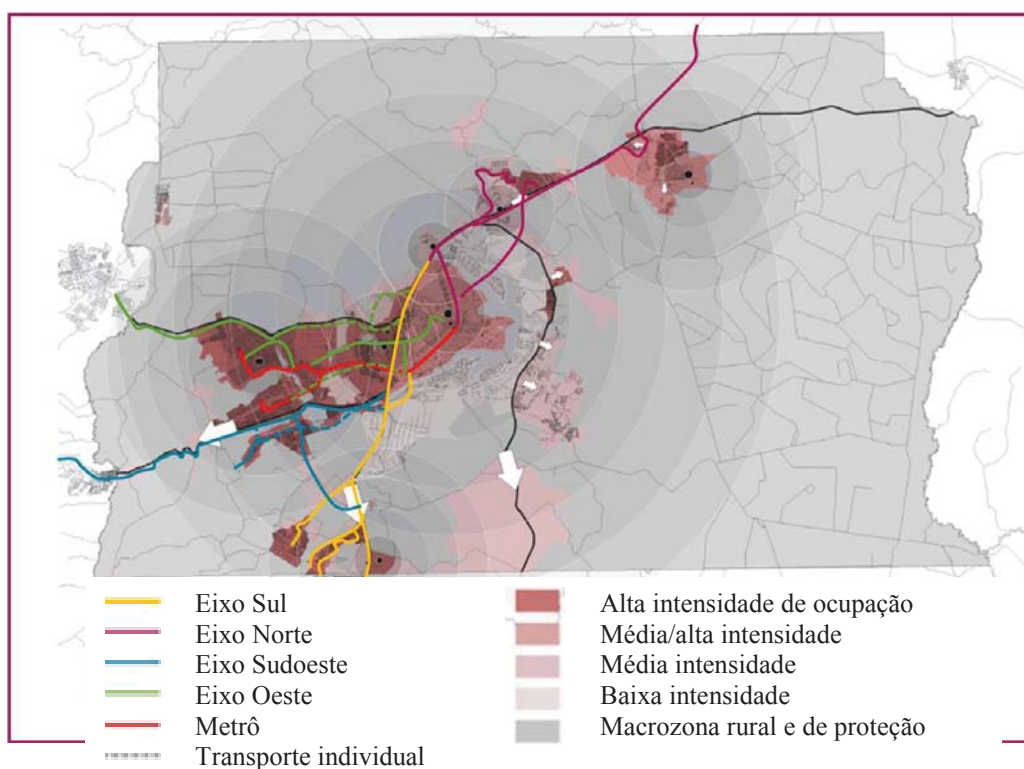 Eixo Sul
Eixo Norte
Eixo Sudoeste
Eixo Oeste
Metrô
Transporte individual
Alta intensidade de ocupação
Média/alta intensidade
Média intensidade
Baixa intensidade
Macrozona rural e de proteção